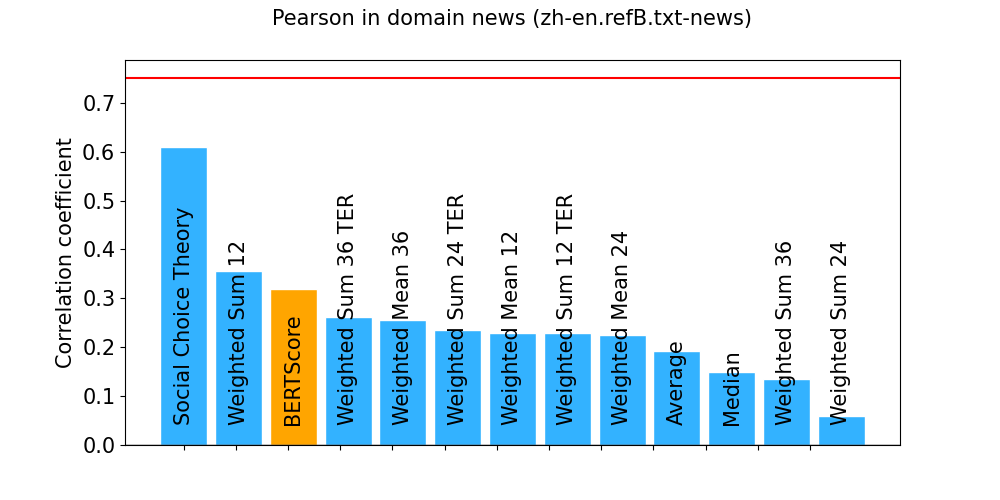 Pearson in domain news (zh-en.refB.txt-news)
Correlation coefficient
0.7
0.6
0.5
0.4
0.3
0.2
0.1
0.0
Social Choice Theory
Weighted Sum 12
BERTScore
Weighted Sum 36 TER
Weighted Mean 36
Weighted Sum 24 TER
Weighted Mean 12
Weighted Sum 12 TER
Weighted Mean 24
Average
Median
Weighted Sum 36
Weighted Sum 24